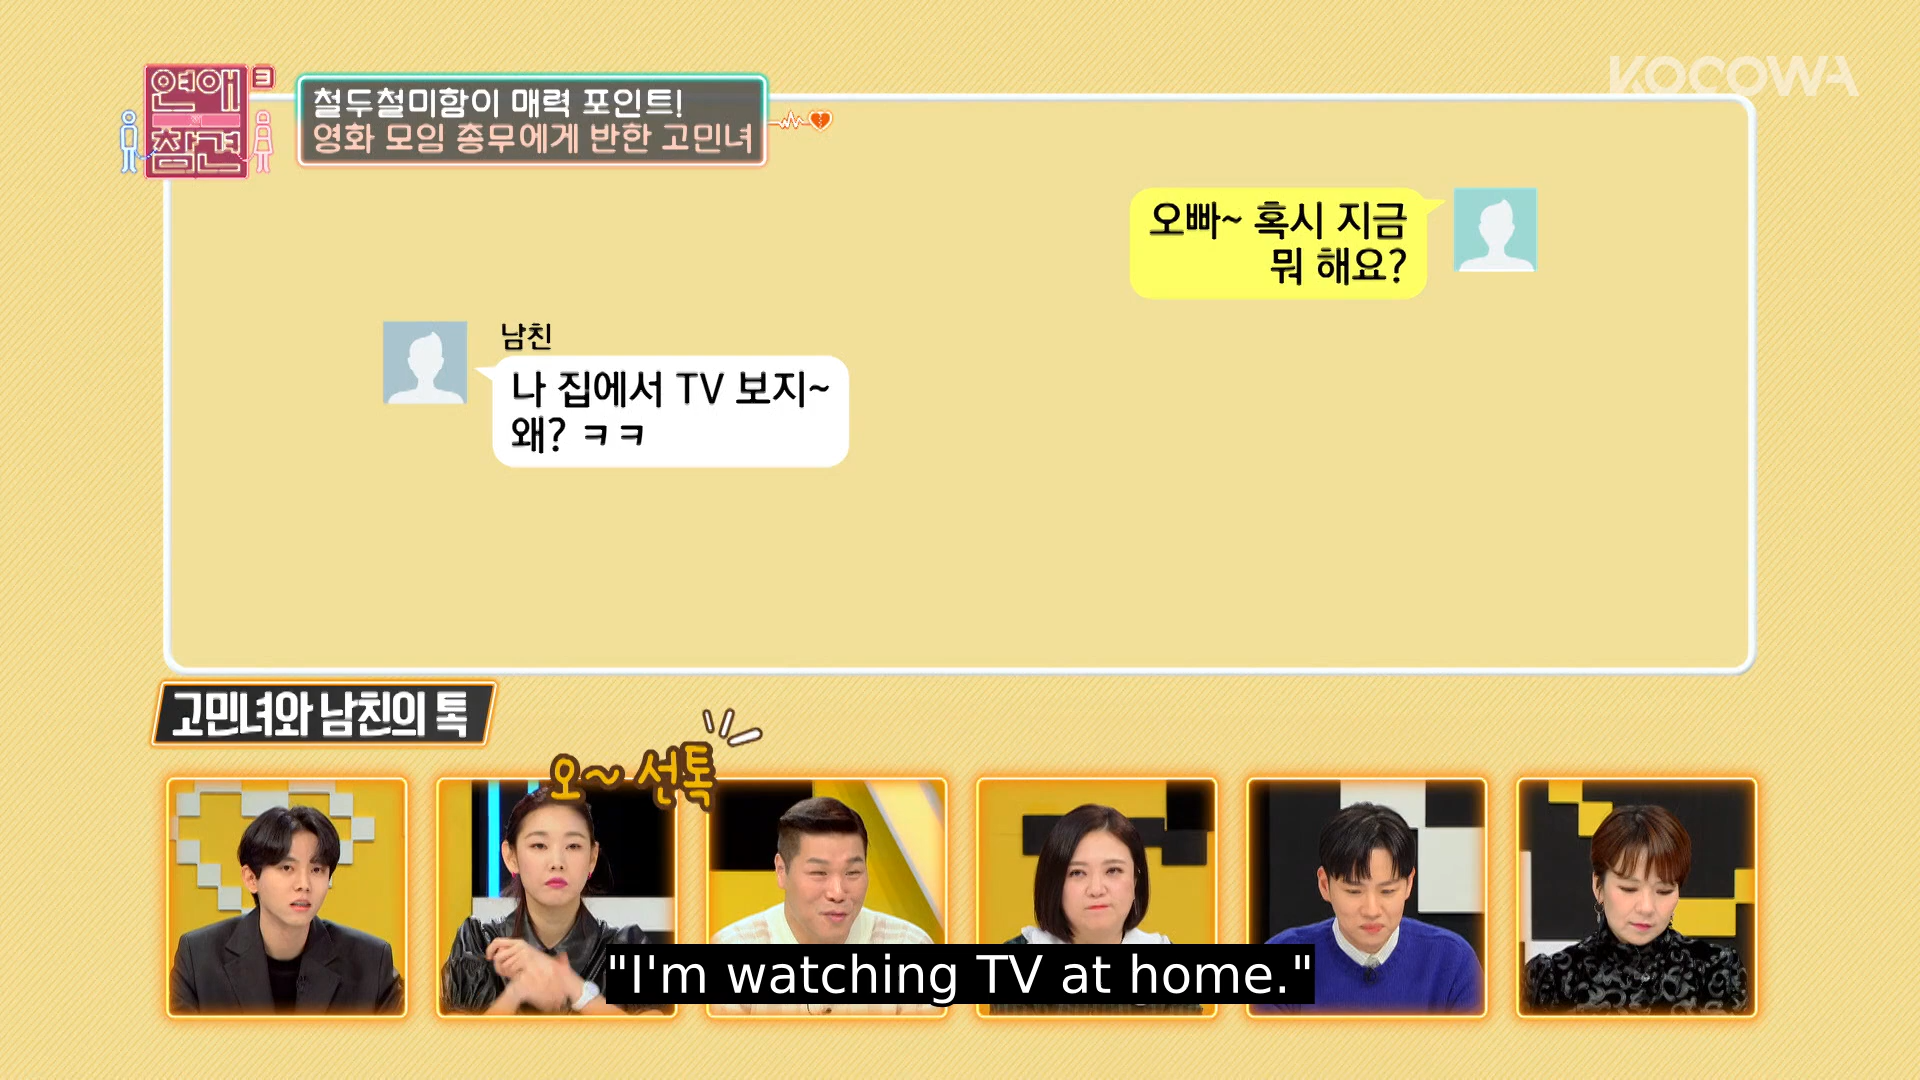 연애
의
참견
3
철두철미함이 매력 포인트!
영화 모임 총무에게 반한 고민녀
KOCOWA
오빠~ 혹시 지금
뭐 해요?
남친
나 집에서 TV 보지~
왜? ㅋㅋ
고민녀와 남친의 톡
오~ 선톡
"I'm watching TV at home."